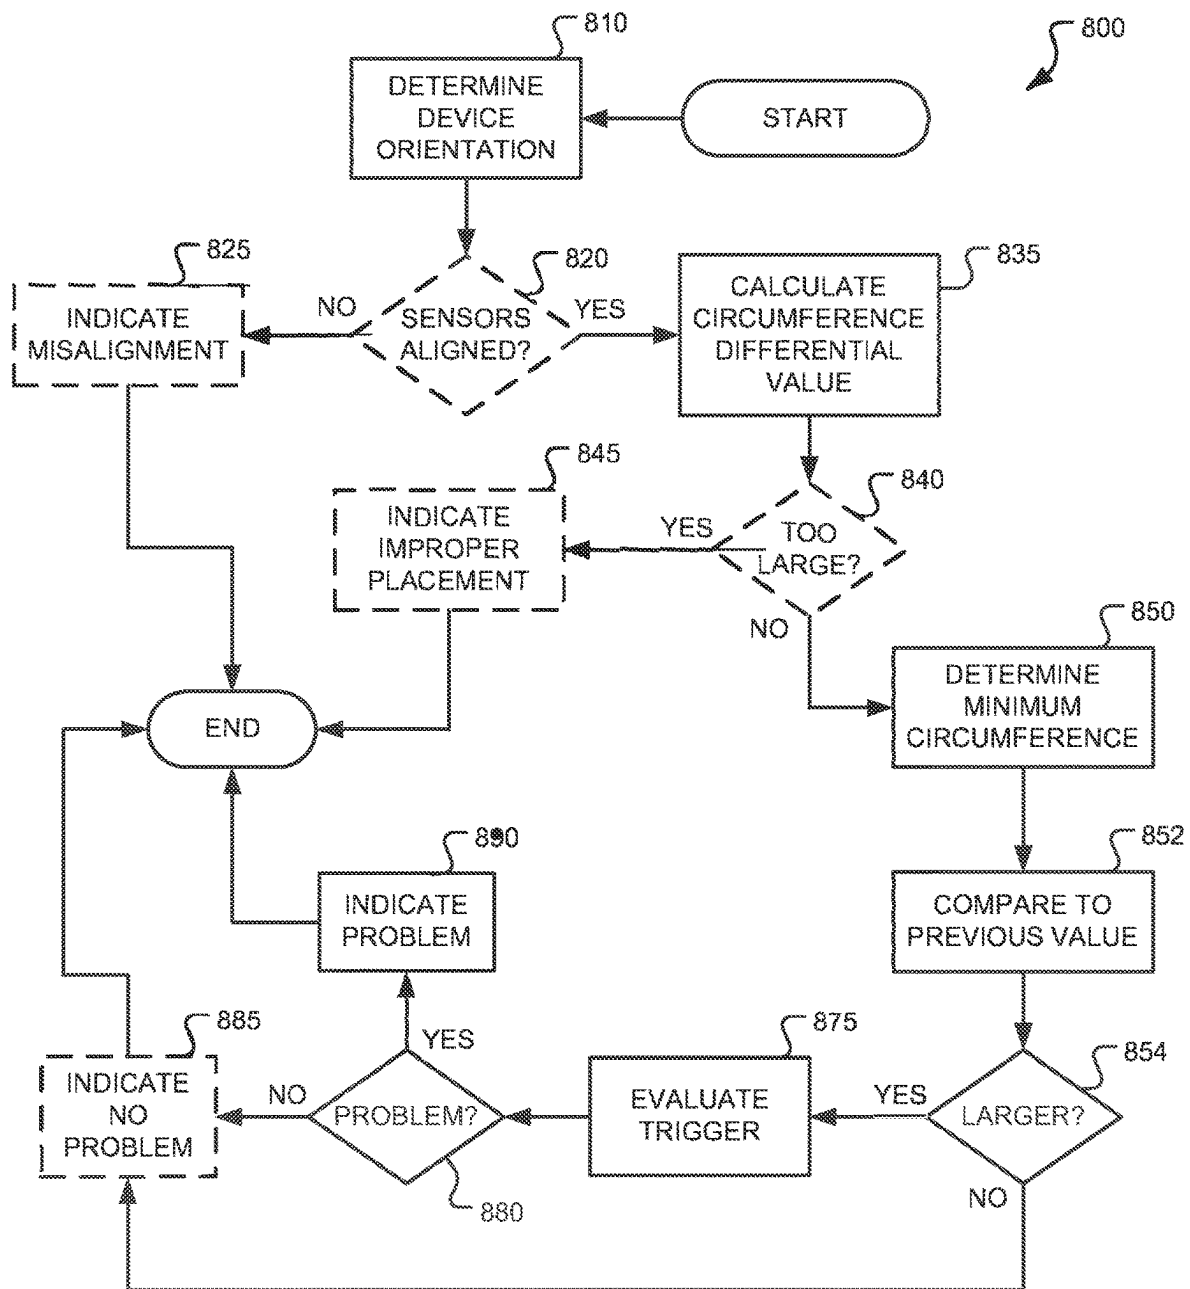 810
800
DETERMINE
DEVICE
ORIENTATION
START
825
820
835
NO
YES
INDICATE
MISALIGNMENT
SENSORS
ALIGNED?
CALCULATE
CIRCUMFERENCE
DIFFERENTIAL
VALUE
845
840
YES
INDICATE
IMPROPER
PLACEMENT
TOO
LARGE?
NO
850
DETERMINE
MINIMUM
CIRCUMFERENCE
END
890
852
INDICATE
PROBLEM
COMPARE TO
PREVIOUS VALUE
885
875
854
YES
INDICATE
NO
PROBLEM
NO
PROBLEM?
EVALUATE
TRIGGER
YES
LARGER?
880
NO